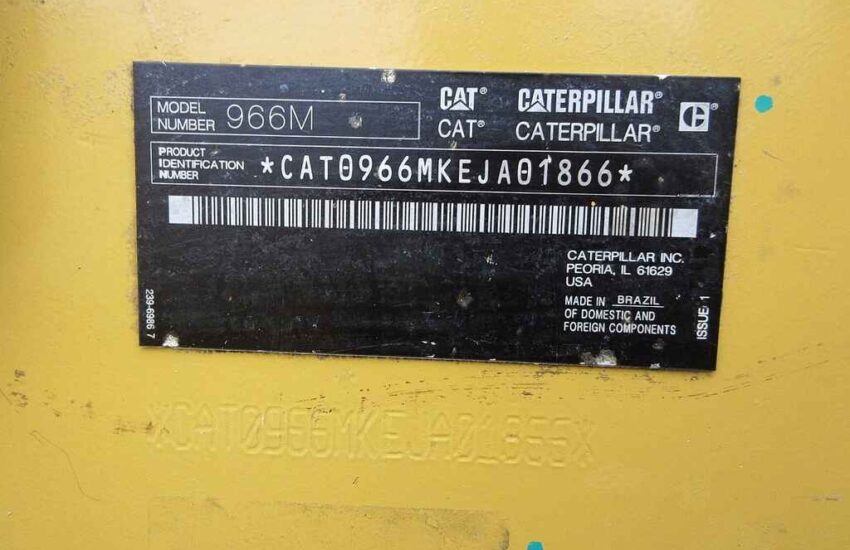 MODEL NUMBER 966M
CAT® CATERPILLAR® C
CAT® CATERPILLAR®
PRODUCT IDENTIFICATION NUMBER *CAT0966MKEJA01866*
CATERPILLAR INC.
PEORIA, IL 61629
USA
MADE IN BRAZIL
OF DOMESTIC AND
FOREIGN COMPONENTS
239-6986 7
ISSUE 1
*CAT0966MKEJA01866*